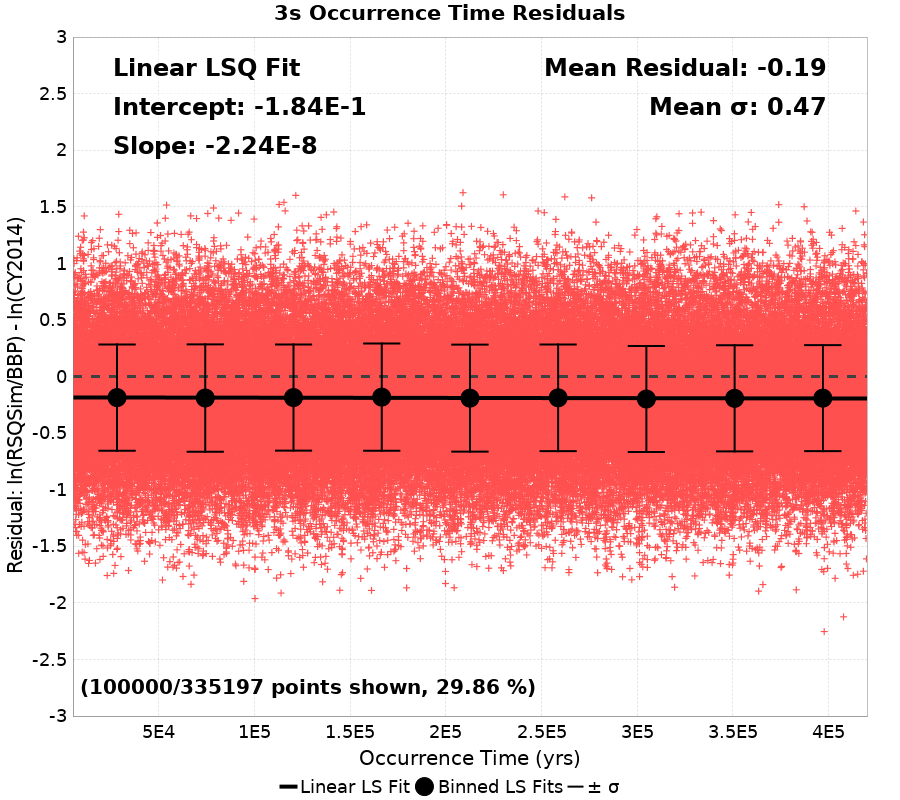 3s Occurrence Time Residuals
Linear LSQ Fit
Intercept: -1.84E-1
Slope: -2.24E-8
Mean Residual: -0.19
Mean σ: 0.47
Residual: ln(RSQSim/BBP) - ln(CY2014)
3
2.5
2
1.5
1
0.5
0
-0.5
-1
-1.5
-2
-2.5
-3
(100000/335197 points shown, 29.86 %)
5E4 1E5 1.5E5 2E5 2.5E5 3E5 3.5E5 4E5
Occurrence Time (yrs)
Linear LS Fit Binned LS Fits ± σ